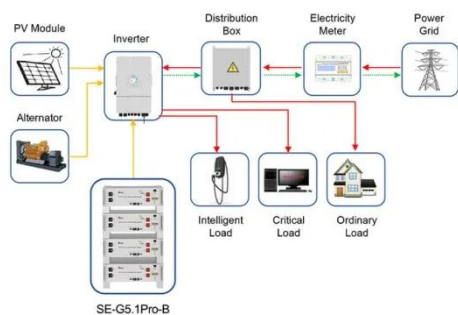 PV Module
Inverter
Distribution
Box
Electricity
Meter
Power
Grid
Alternator
Intelligent
Load
Critical
Load
Ordinary
Load
SE-G5.1Pro-B